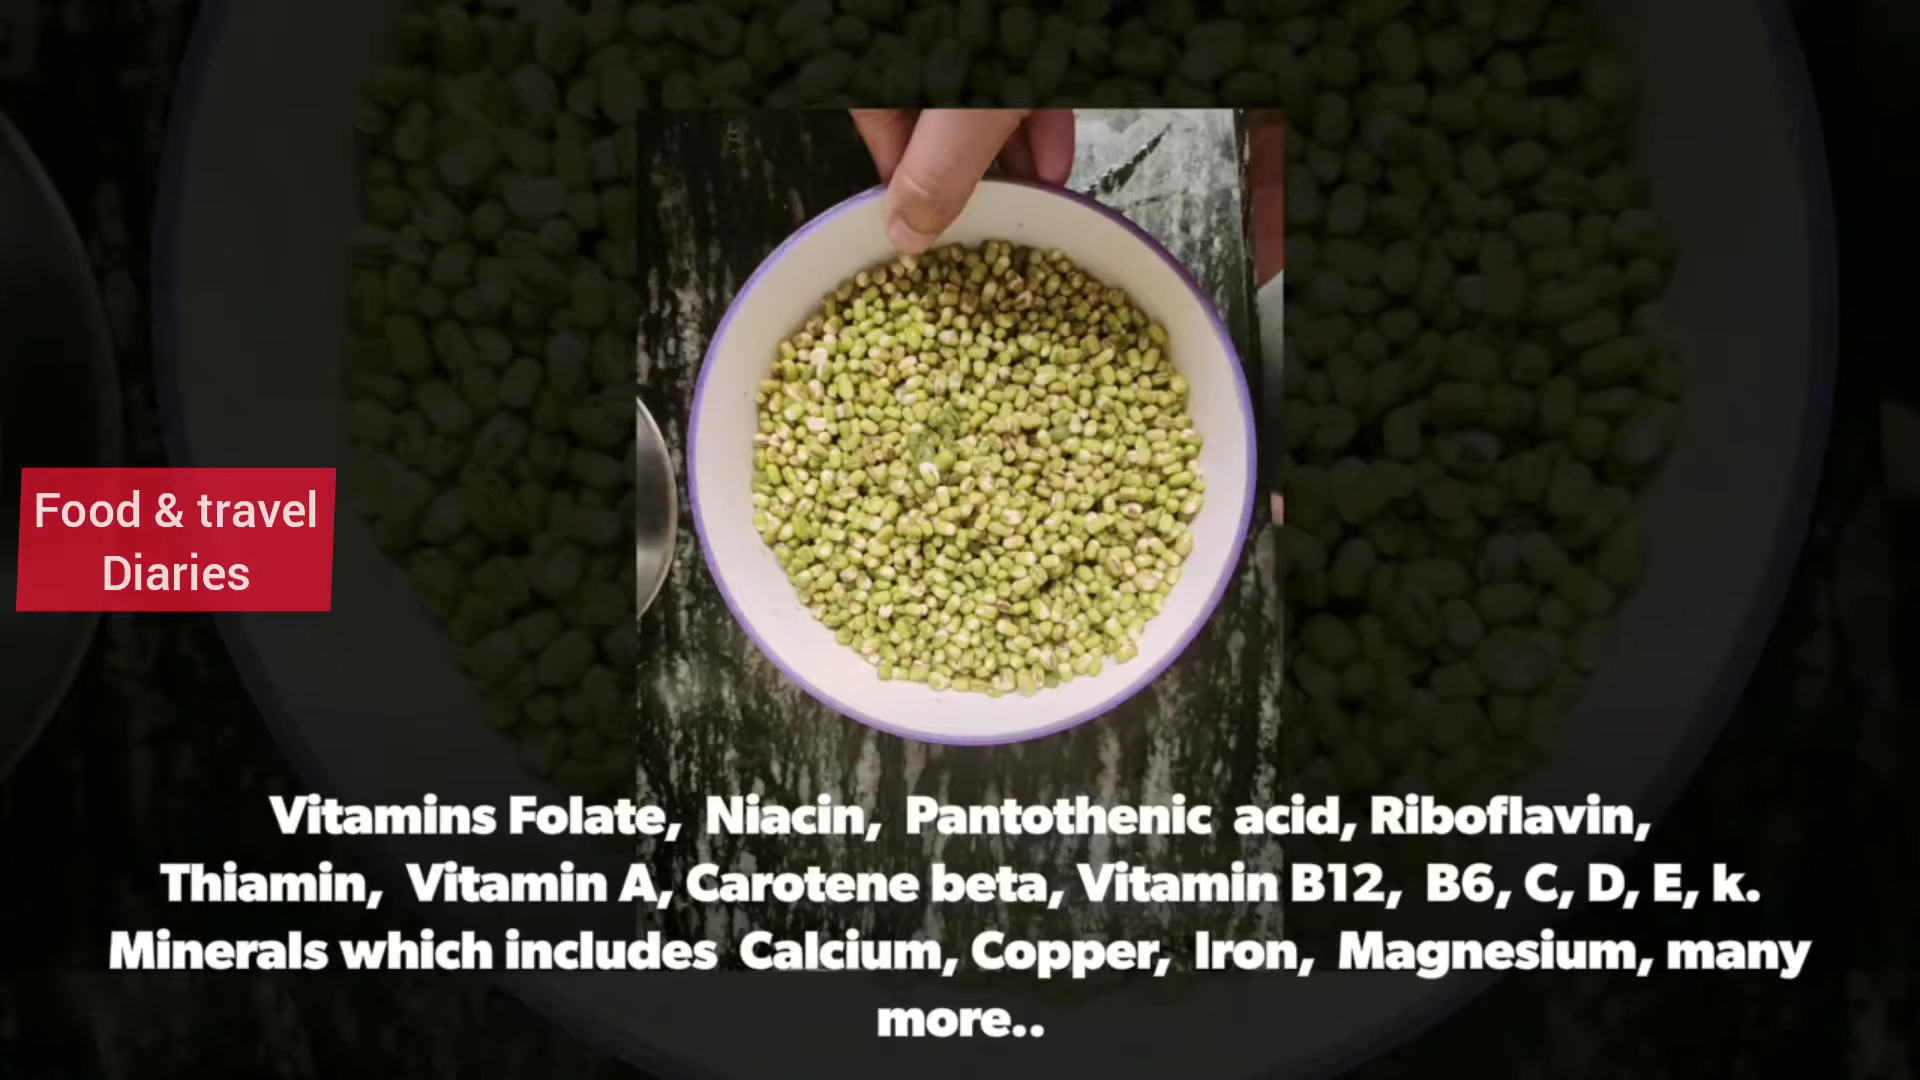 Food & travel
Diaries
Vitamins Folate, Niacin, Pantothenic acid, Riboflavin,
Thiamin, Vitamin A, Carotene beta, Vitamin B12, B6, C, D, E, k.
Minerals which includes Calcium, Copper, Iron, Magnesium, many
more..